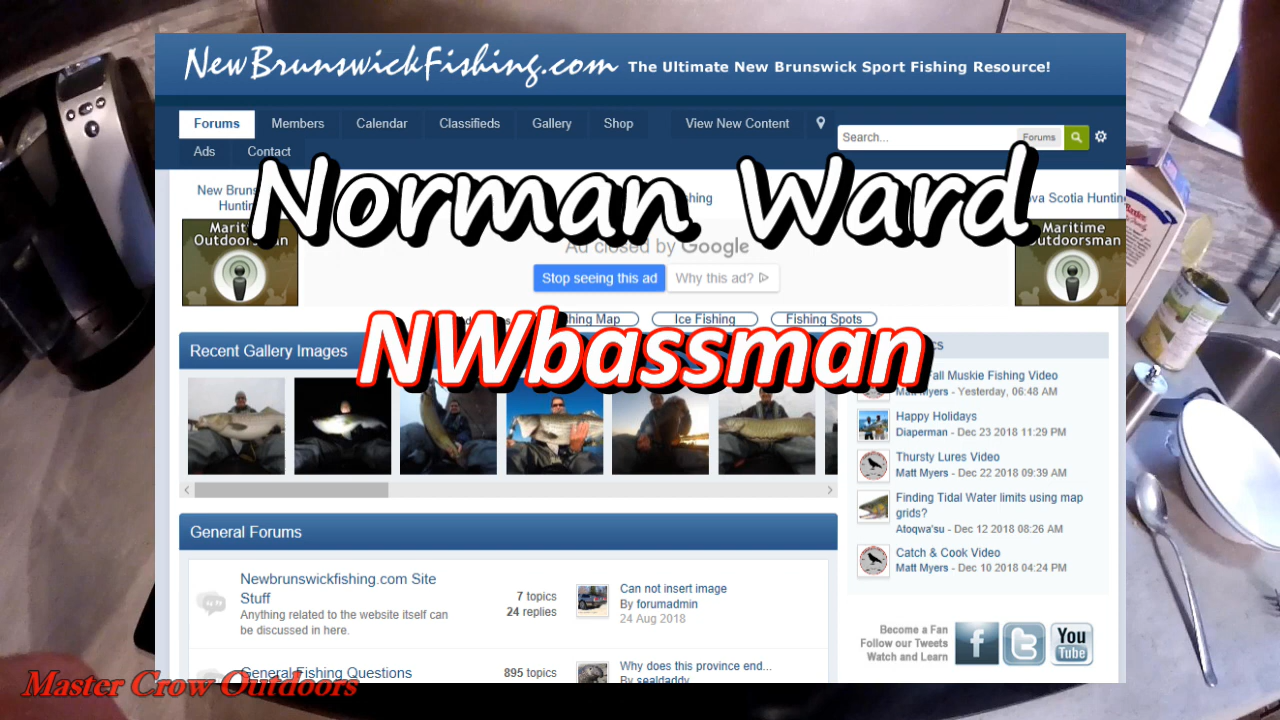 NewBrunswickFishing.com The Ultimate New Brunswick Sport Fishing Resource!
Forums Members Calendar Classifieds Gallery Shop View New Content
Search... Forums
Ads Contact
Norman Ward
Maritime Outdoorsman
Ad closed by Google
Maritime Outdoorsman
Stop seeing this ad Why this ad?
Ice Fishing Fishing Spots
NWbassman
Recent Gallery Images
Fall Muskie Fishing Video
Matt Myers - Yesterday, 06:48 AM
Happy Holidays
Diaperman - Dec 23 2018 11:29 PM
Thursty Lures Video
Matt Myers - Dec 22 2018 09:39 AM
Finding Tidal Water limits using map
grids?
Atoqwa'su - Dec 12 2018 08:26 AM
Catch & Cook Video
Matt Myers - Dec 10 2018 04:24 PM
General Forums
Newbrunswickfishing.com Site
Stuff
Anything related to the website itself can
be discussed in here.
7 topics
24 replies
Can not insert image
By forumadmin
24 Aug 2018
General Fishing Questions
895 topics
Why does this province end...
By sealdaddy
Become a Fan
Follow our Tweets
Watch and Learn
You Tube
Master Crow Outdoors